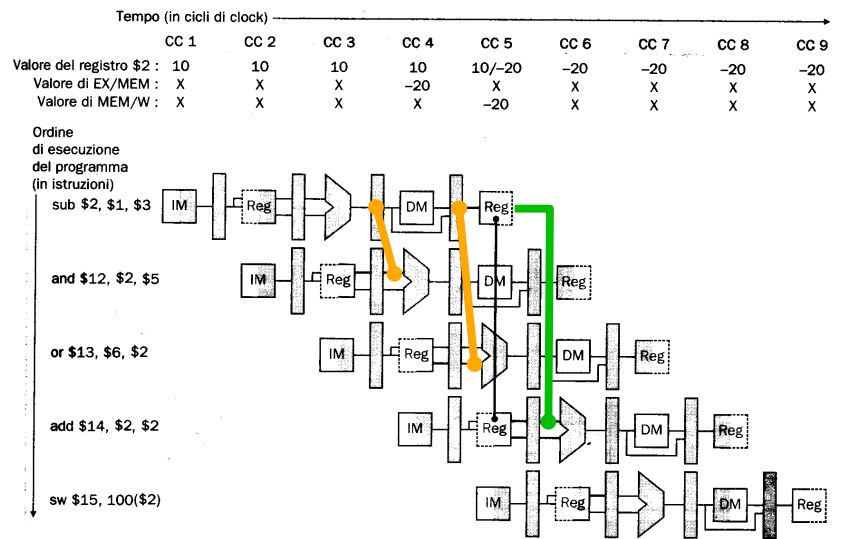 Tempo (in cicli di clock)
CC 1 CC 2 CC 3 CC 4 CC 5 CC 6 CC 7 CC 8 CC 9
Valore del registro $2 : 10 10 10 10 10/–20 –20 –20 –20 –20
Valore di EX/MEM : X X X –20 X X X X X
Valore di MEM/W : X X X X –20 X X X X
Ordine
di esecuzione
del programma
(in istruzioni)
sub $2, $1, $3
IM Reg DM Reg
and $12, $2, $5
IM Reg DM Reg
or $13, $6, $2
IM Reg DM Reg
add $14, $2, $2
IM Reg DM Reg
sw $15, 100($2)
IM Reg DM Reg